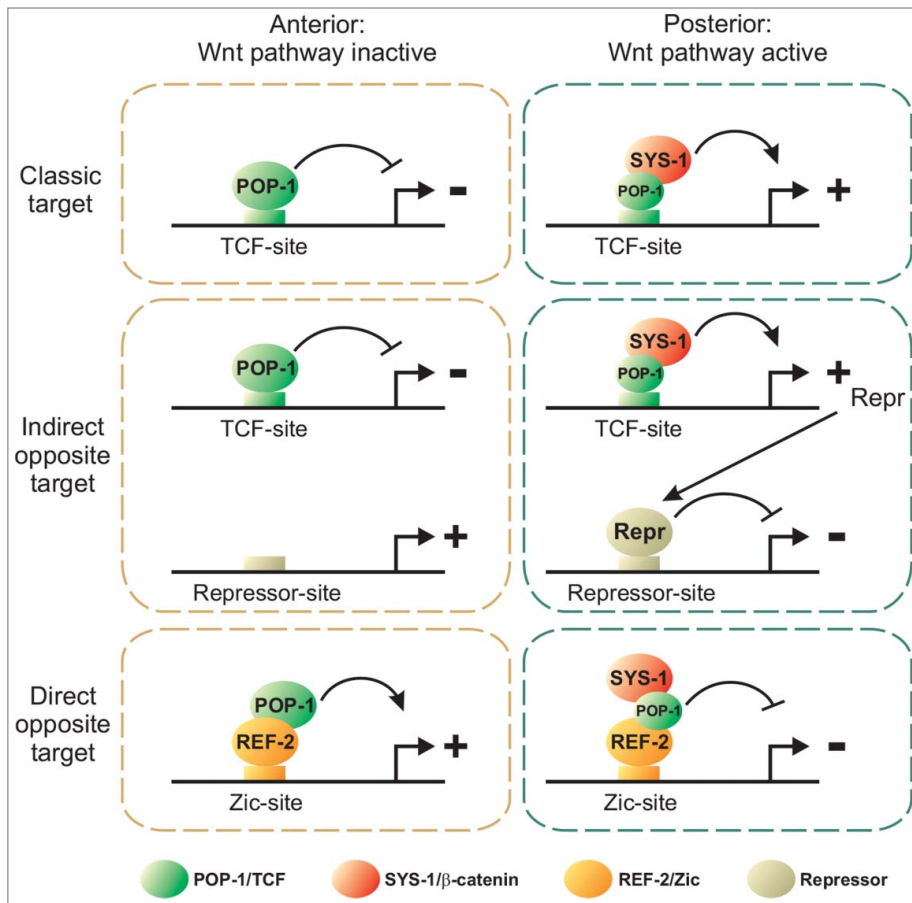 Anterior:
Wnt pathway inactive
Posterior:
Wnt pathway active
Classic
target
POP-1
-
TCF-site
SYS-1
POP-1
+
TCF-site
Indirect
opposite
target
POP-1
-
TCF-site
+
Repressor-site
SYS-1
POP-1
+
Repr
TCF-site
Repr
-
Repressor-site
Direct
opposite
target
POP-1
REF-2
+
Zic-site
SYS-1
POP-1
REF-2
-
Zic-site
POP-1/TCF
SYS-1/β-catenin
REF-2/Zic
Repressor